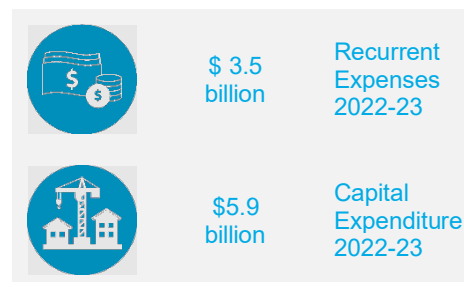 $ 3.5
billion
Recurrent
Expenses
2022-23
$5.9
billion
Capital
Expenditure
2022-23